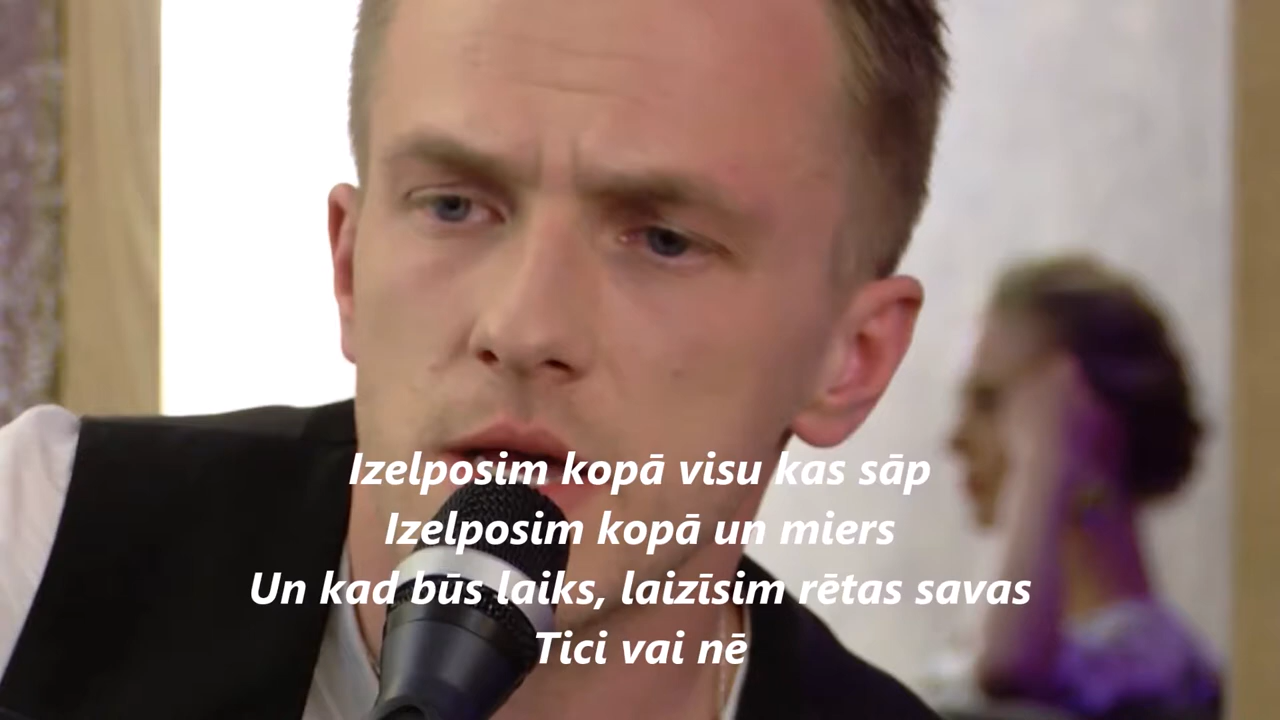 Izelposim kopā visu kas sāp
Izelposim kopā un miers
Un kad būs laiks, laizīsim rētas savas
Tici vai nē